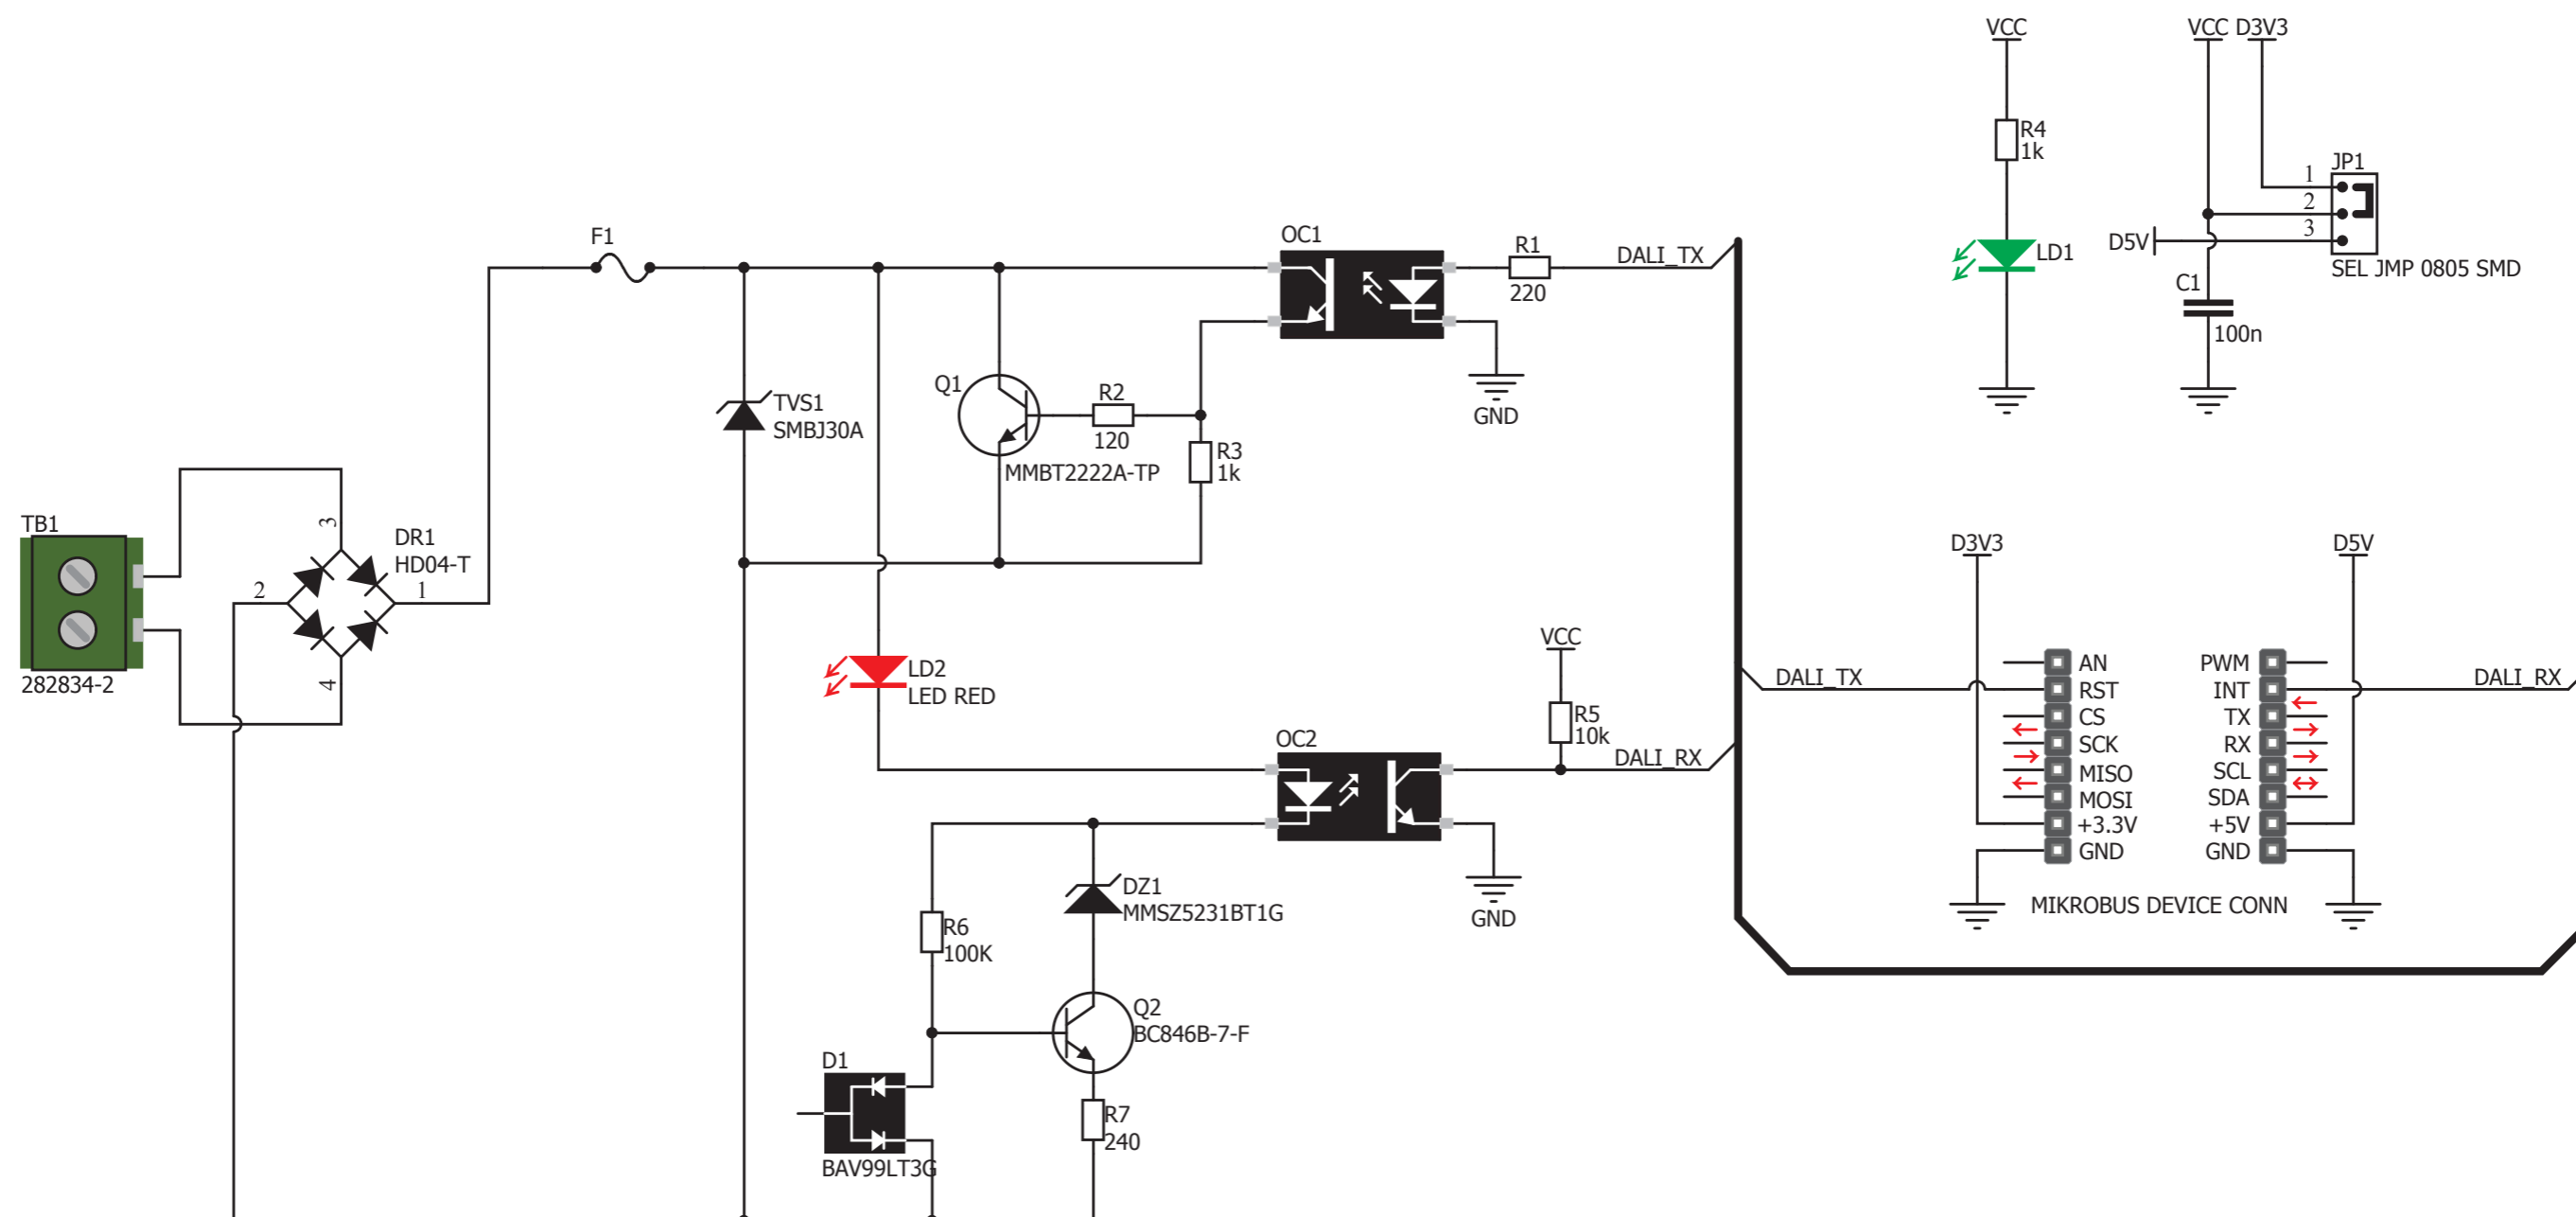 VCC
VCC D3V3
R4
1k
JP1
1
2
3
D5V
LD1
SEL JMP 0805 SMD
C1
100n
F1
OC1
R1
220
DALI_TX
GND
TVS1
SMBJ30A
Q1
R2
120
MMBT2222A-TP
R3
1k
TB1
282834-2
3
2
1
4
DR1
HD04-T
LD2
LED RED
VCC
R5
10k
OC2
DALI_RX
GND
R6
100K
DZ1
MMSZ5231BT1G
Q2
BC846B-7-F
D1
BAV99LT3G
R7
240
D3V3
D5V
DALI_TX
DALI_RX
AN
RST
CS
SCK
MISO
MOSI
+3.3V
GND
PWM
INT
TX
RX
SCL
SDA
+5V
GND
MIKROBUS DEVICE CONN